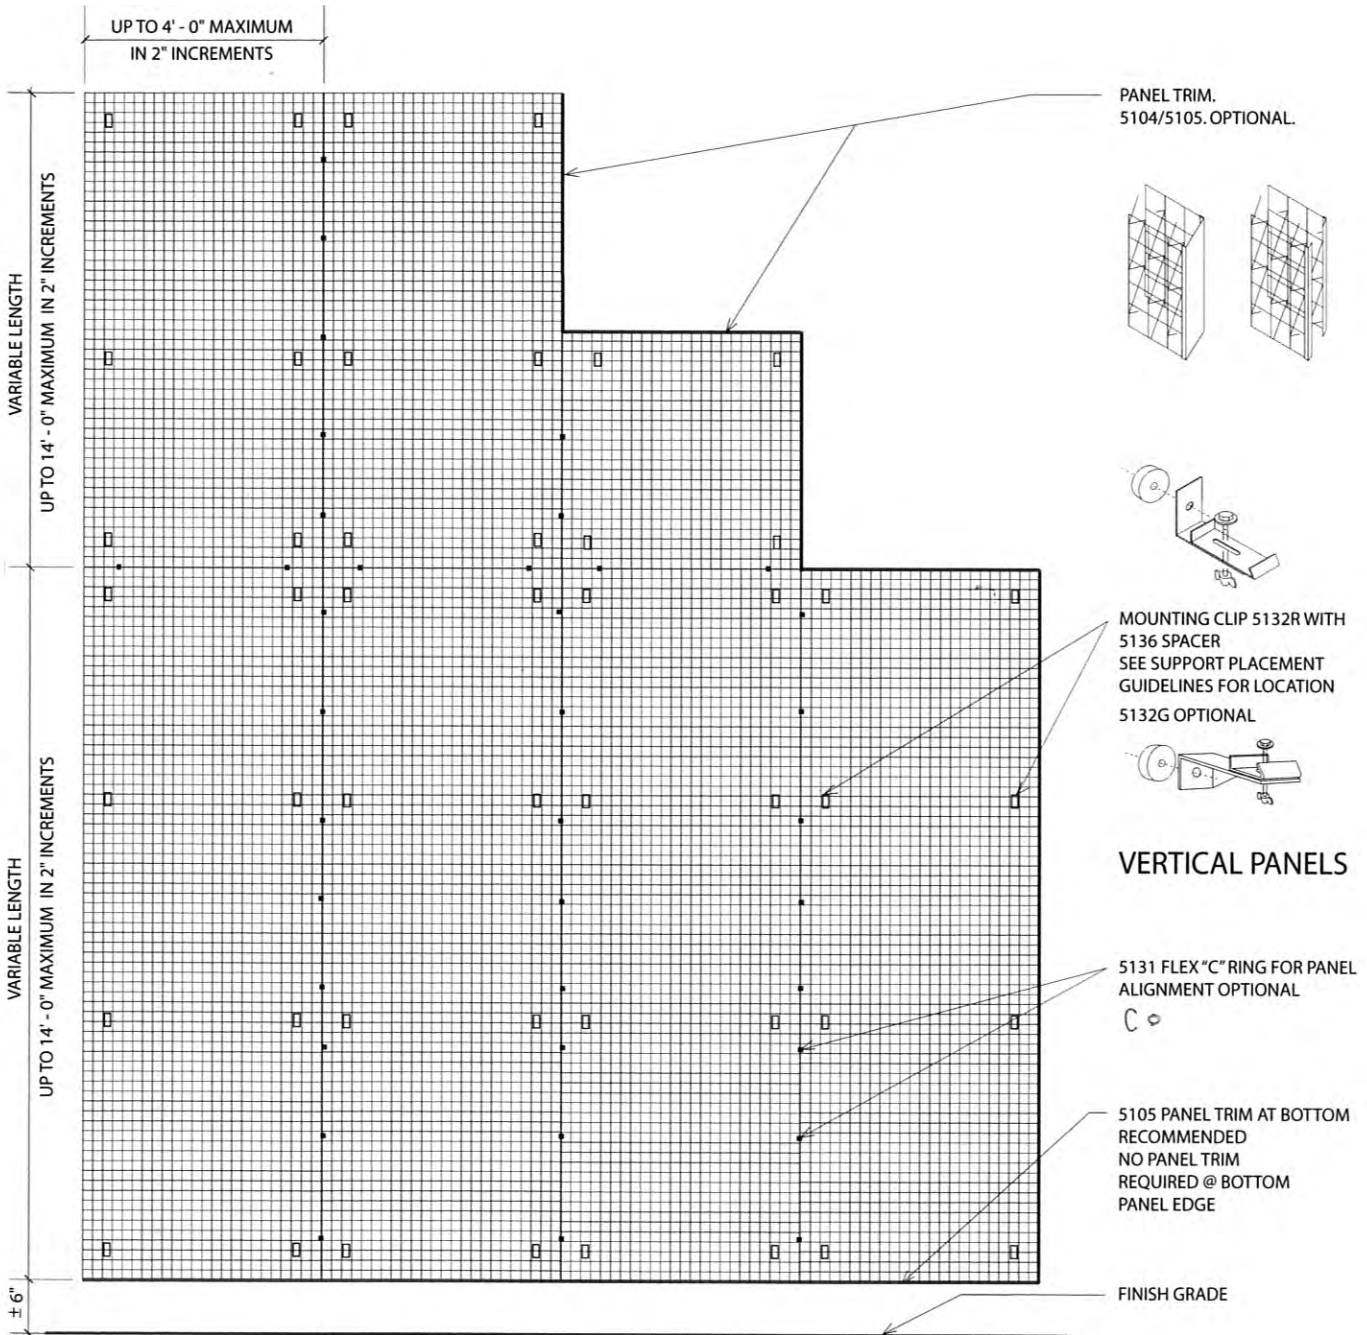 UP TO 4' - 0" MAXIMUM
IN 2" INCREMENTS
PANEL TRIM.
5104/5105. OPTIONAL.
VARIABLE LENGTH
UP TO 14' - 0" MAXIMUM IN 2" INCREMENTS
MOUNTING CLIP 5132R WITH
5136 SPACER
SEE SUPPORT PLACEMENT
GUIDELINES FOR LOCATION
5132G OPTIONAL
VERTICAL PANELS
VARIABLE LENGTH
UP TO 14' - 0" MAXIMUM IN 2" INCREMENTS
5131 FLEX "C" RING FOR PANEL
ALIGNMENT OPTIONAL
5105 PANEL TRIM AT BOTTOM
RECOMMENDED
NO PANEL TRIM
REQUIRED @ BOTTOM
PANEL EDGE
± 6"
FINISH GRADE